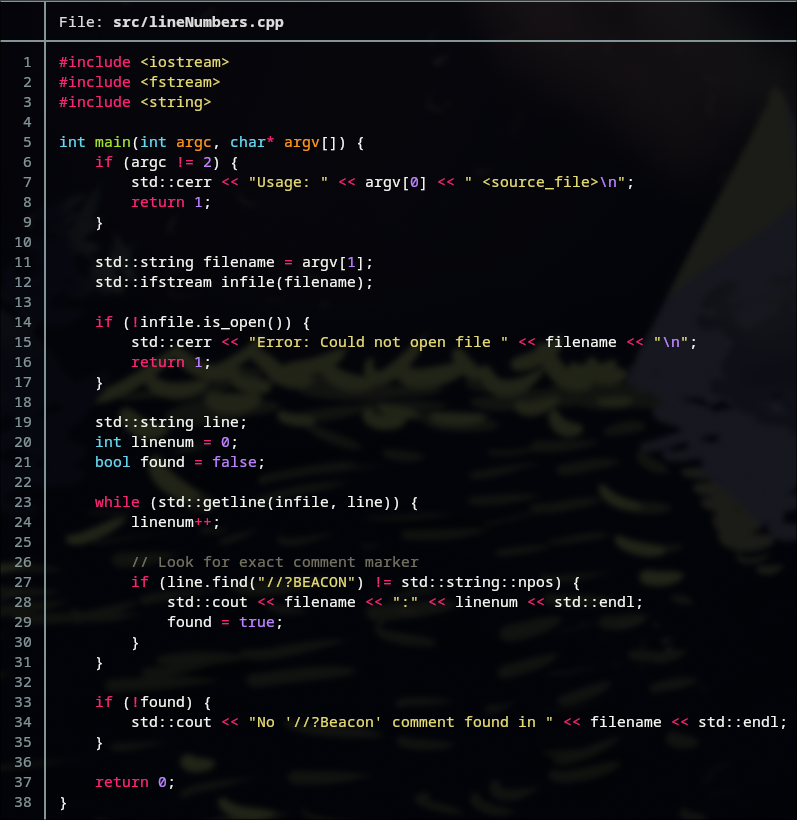 File: src/lineNumbers.cpp
1 #include <iostream>
2 #include <fstream>
3 #include <string>
4
5 int main(int argc, char* argv[]) {
6     if (argc != 2) {
7         std::cerr << "Usage: " << argv[0] << " <source_file>\n";
8         return 1;
9     }
10
11     std::string filename = argv[1];
12     std::ifstream infile(filename);
13
14     if (!infile.is_open()) {
15         std::cerr << "Error: Could not open file " << filename << "\n";
16         return 1;
17     }
18
19     std::string line;
20     int linenum = 0;
21     bool found = false;
22
23     while (std::getline(infile, line)) {
24         linenum++;
25
26         // Look for exact comment marker
27         if (line.find("//?BEACON") != std::string::npos) {
28             std::cout << filename << ":" << linenum << std::endl;
29             found = true;
30         }
31     }
32
33     if (!found) {
34         std::cout << "No '//?Beacon' comment found in " << filename << std::endl;
35     }
36
37     return 0;
38 }